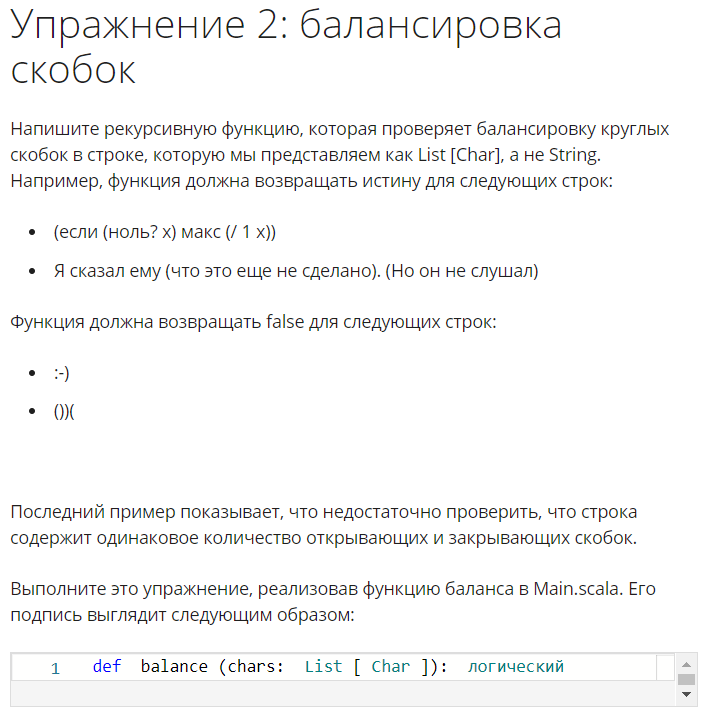 Упражнение 2: балансировка
скобок
Напишите рекурсивную функцию, которая проверяет балансировку круглых
скобок в строке, которую мы представляем как List [Char], а не String.
Например, функция должна возвращать истину для следующих строк:
• (если (ноль? x) макс (/ 1 x))
• Я сказал ему (что это еще не сделано). (Но он не слушал)
Функция должна возвращать false для следующих строк:
• :-)
• ())(
Последний пример показывает, что недостаточно проверить, что строка
содержит одинаковое количество открывающих и закрывающих скобок.
Выполните это упражнение, реализовав функцию баланса в Main.scala. Его
подпись выглядит следующим образом:
1 def balance (chars: List [ Char ]): логический